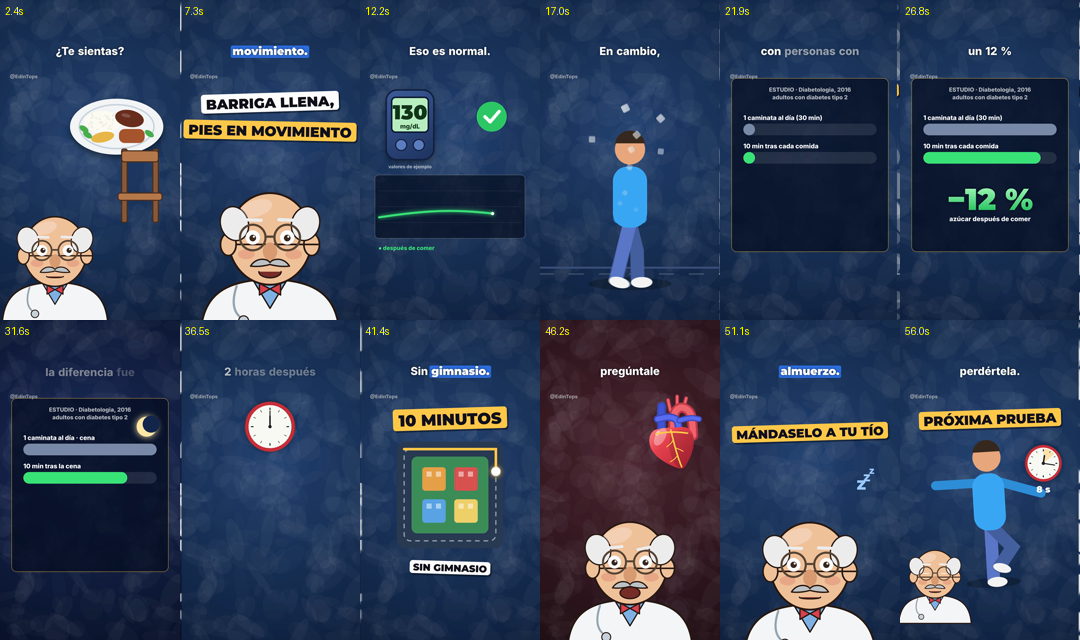 2.4s
¿Te sientas?
@EdinTops
7.3s
movimiento.
BARRIGA LLENA,
PIES EN MOVIMIENTO
12.2s
Eso es normal.
@EdinTops
130
mg/dL
valores de ejemplo
• después de comer
17.0s
En cambio,
21.9s
con personas con
@EdinTops
ESTUDIO · Diabetologia, 2016
adultos con diabetes tipo 2
1 caminata al día (30 min)
10 min tras cada comida
26.8s
un 12 %
@EdinTops
ESTUDIO · Diabetologia, 2016
adultos con diabetes tipo 2
1 caminata al día (30 min)
10 min tras cada comida
–12 %
azúcar después de comer
31.6s
la diferencia fue
@EdinTops
ESTUDIO · Diabetologia, 2016
adultos con diabetes tipo 2
1 caminata al día · cena
10 min tras la cena
36.5s
2 horas después
41.4s
Sin gimnasio.
@EdinTops
10 MINUTOS
SIN GIMNASIO
46.2s
pregúntale
51.1s
almuerzo.
@EdinTops
MÁNDASELO A TU TÍO
z z z
56.0s
perdértela.
@EdinTops
PRÓXIMA PRUEBA
8 s